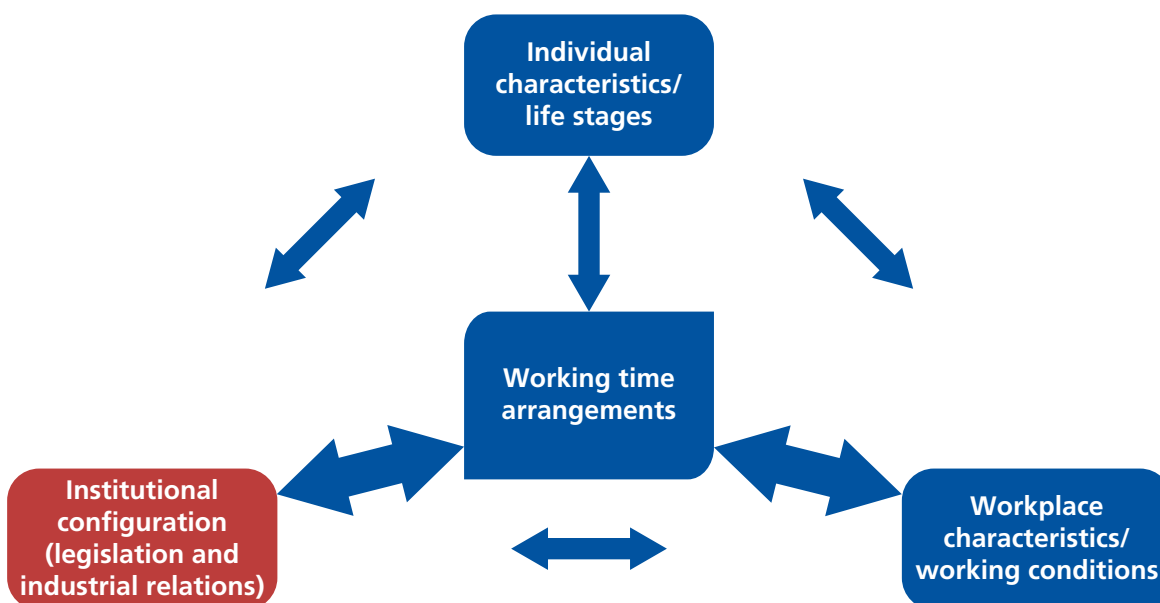 Individual
characteristics/
life stages
Working time
arrangements
Institutional
configuration
(legislation and
industrial relations)
Workplace
characteristics/
working conditions